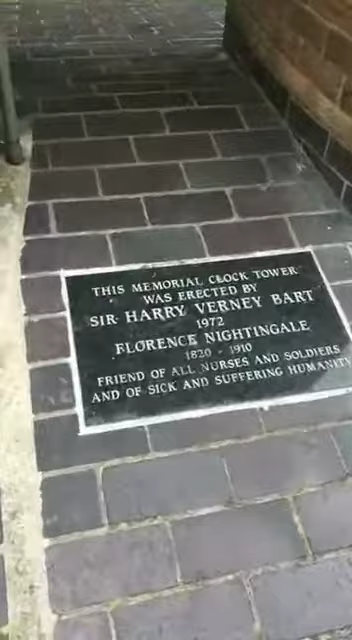 THIS MEMORIAL CLOCK TOWER
WAS ERECTED BY
SIR HARRY VERNEY BART
1972
FLORENCE NIGHTINGALE
1820 - 1910
FRIEND OF ALL NURSES AND SOLDIERS
AND OF SICK AND SUFFERING HUMANITY